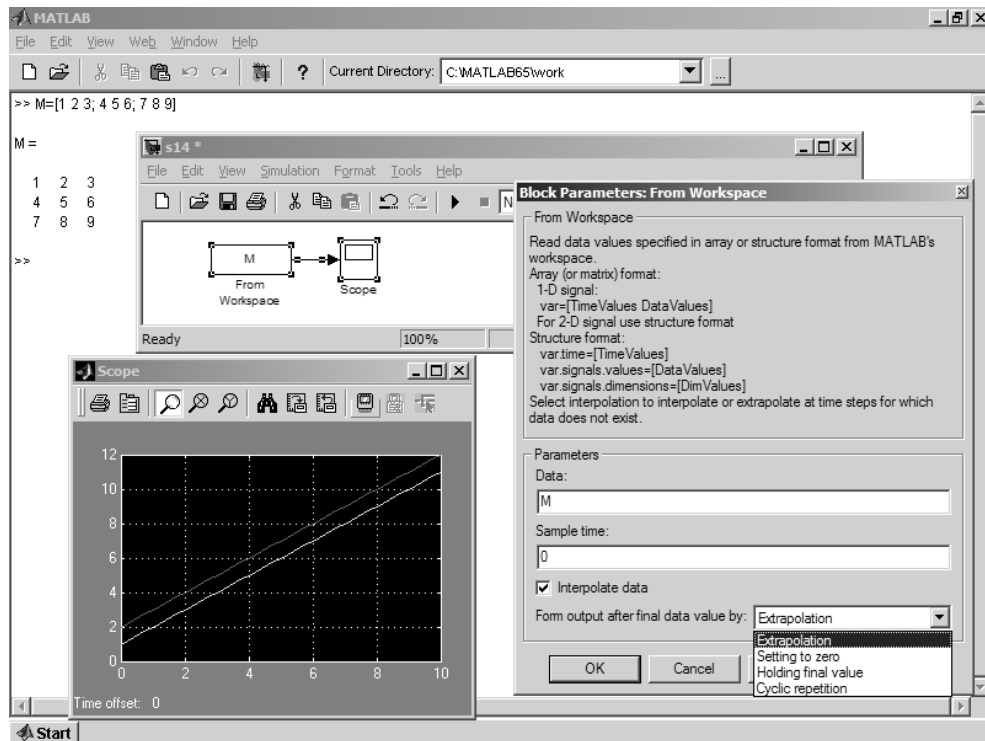 MATLAB
File Edit View Web Window Help
? Current Directory: C:\MATLAB65\work ...
>> M=[1 2 3; 4 5 6; 7 8 9]
M =
1 2 3
4 5 6
7 8 9
>>
s14 *
File Edit View Simulation Format Tools Help
N
M
From
Workspace
Scope
Ready 100%
Scope
12
10
8
6
4
2
0
0 2 4 6 8 10
Time offset: 0
Block Parameters: From Workspace
From Workspace
Read data values specified in array or structure format from MATLAB's
workspace.
Array (or matrix) format:
1-D signal:
var=[TimeValues DataValues]
For 2-D signal use structure format
Structure format:
var.time=[TimeValues]
var.signals.values=[DataValues]
var.signals.dimensions=[DimValues]
Select interpolation to interpolate or extrapolate at time steps for which
data does not exist.
Parameters
Data:
M
Sample time:
0
Interpolate data
Form output after final data value by: Extrapolation
Extrapolation
Setting to zero
Holding final value
Cyclic repetition
OK Cancel
Start